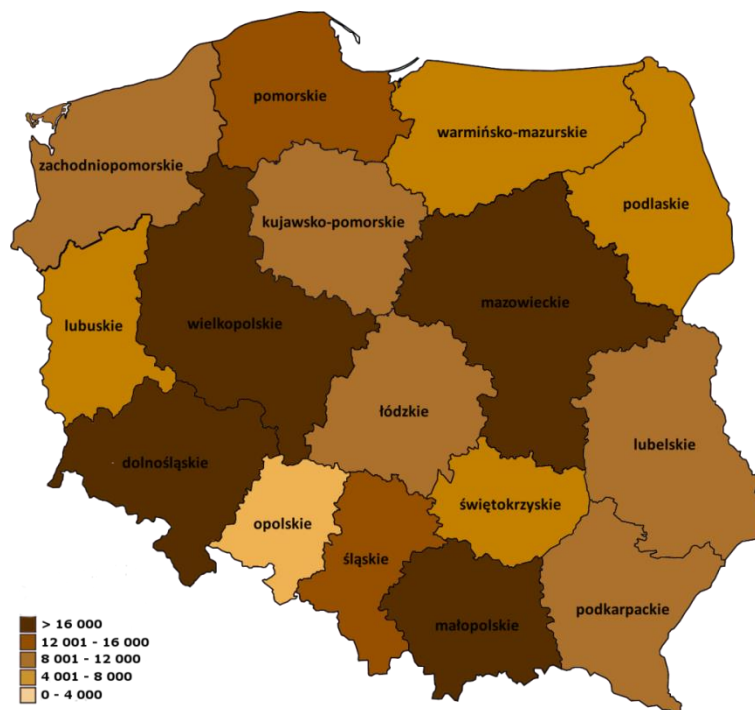 pomorskie
warmińsko-mazurskie
zachodniopomorskie
podlaskie
kujawsko-pomorskie
mazowieckie
wielkopolskie
lubuskie
łódzkie
lubelskie
dolnośląskie
świętokrzyskie
opolskie
śląskie
podkarpackie
małopolskie
> 16 000
12 001 - 16 000
8 001 - 12 000
4 001 - 8 000
0 - 4 000